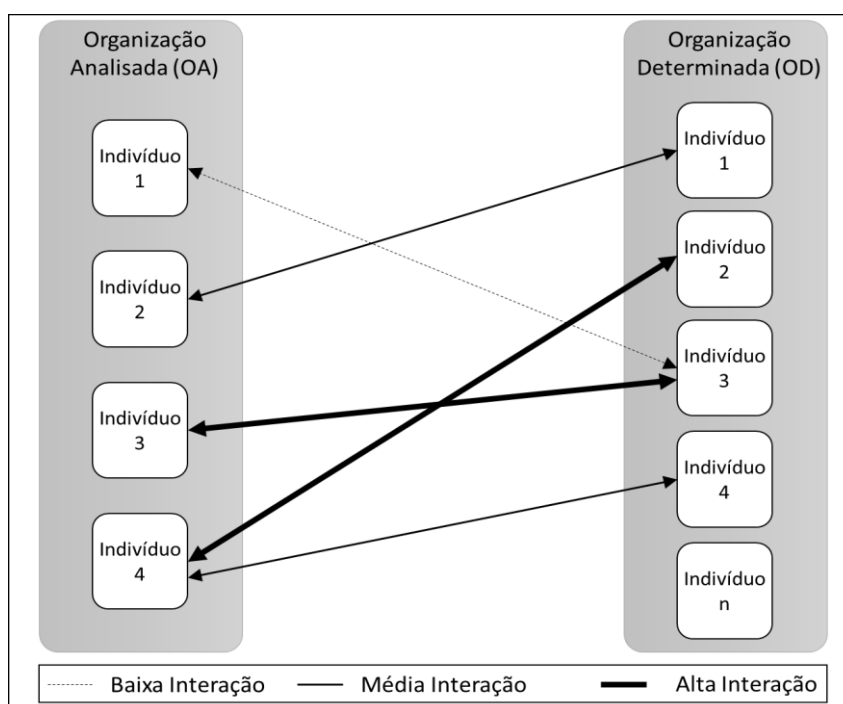 Organização
Analisada (OA)
Indivíduo
1
Indivíduo
2
Indivíduo
3
Indivíduo
4
Organização
Determinada (OD)
Indivíduo
1
Indivíduo
2
Indivíduo
3
Indivíduo
4
Indivíduo
n
Baixa Interação
Média Interação
Alta Interação